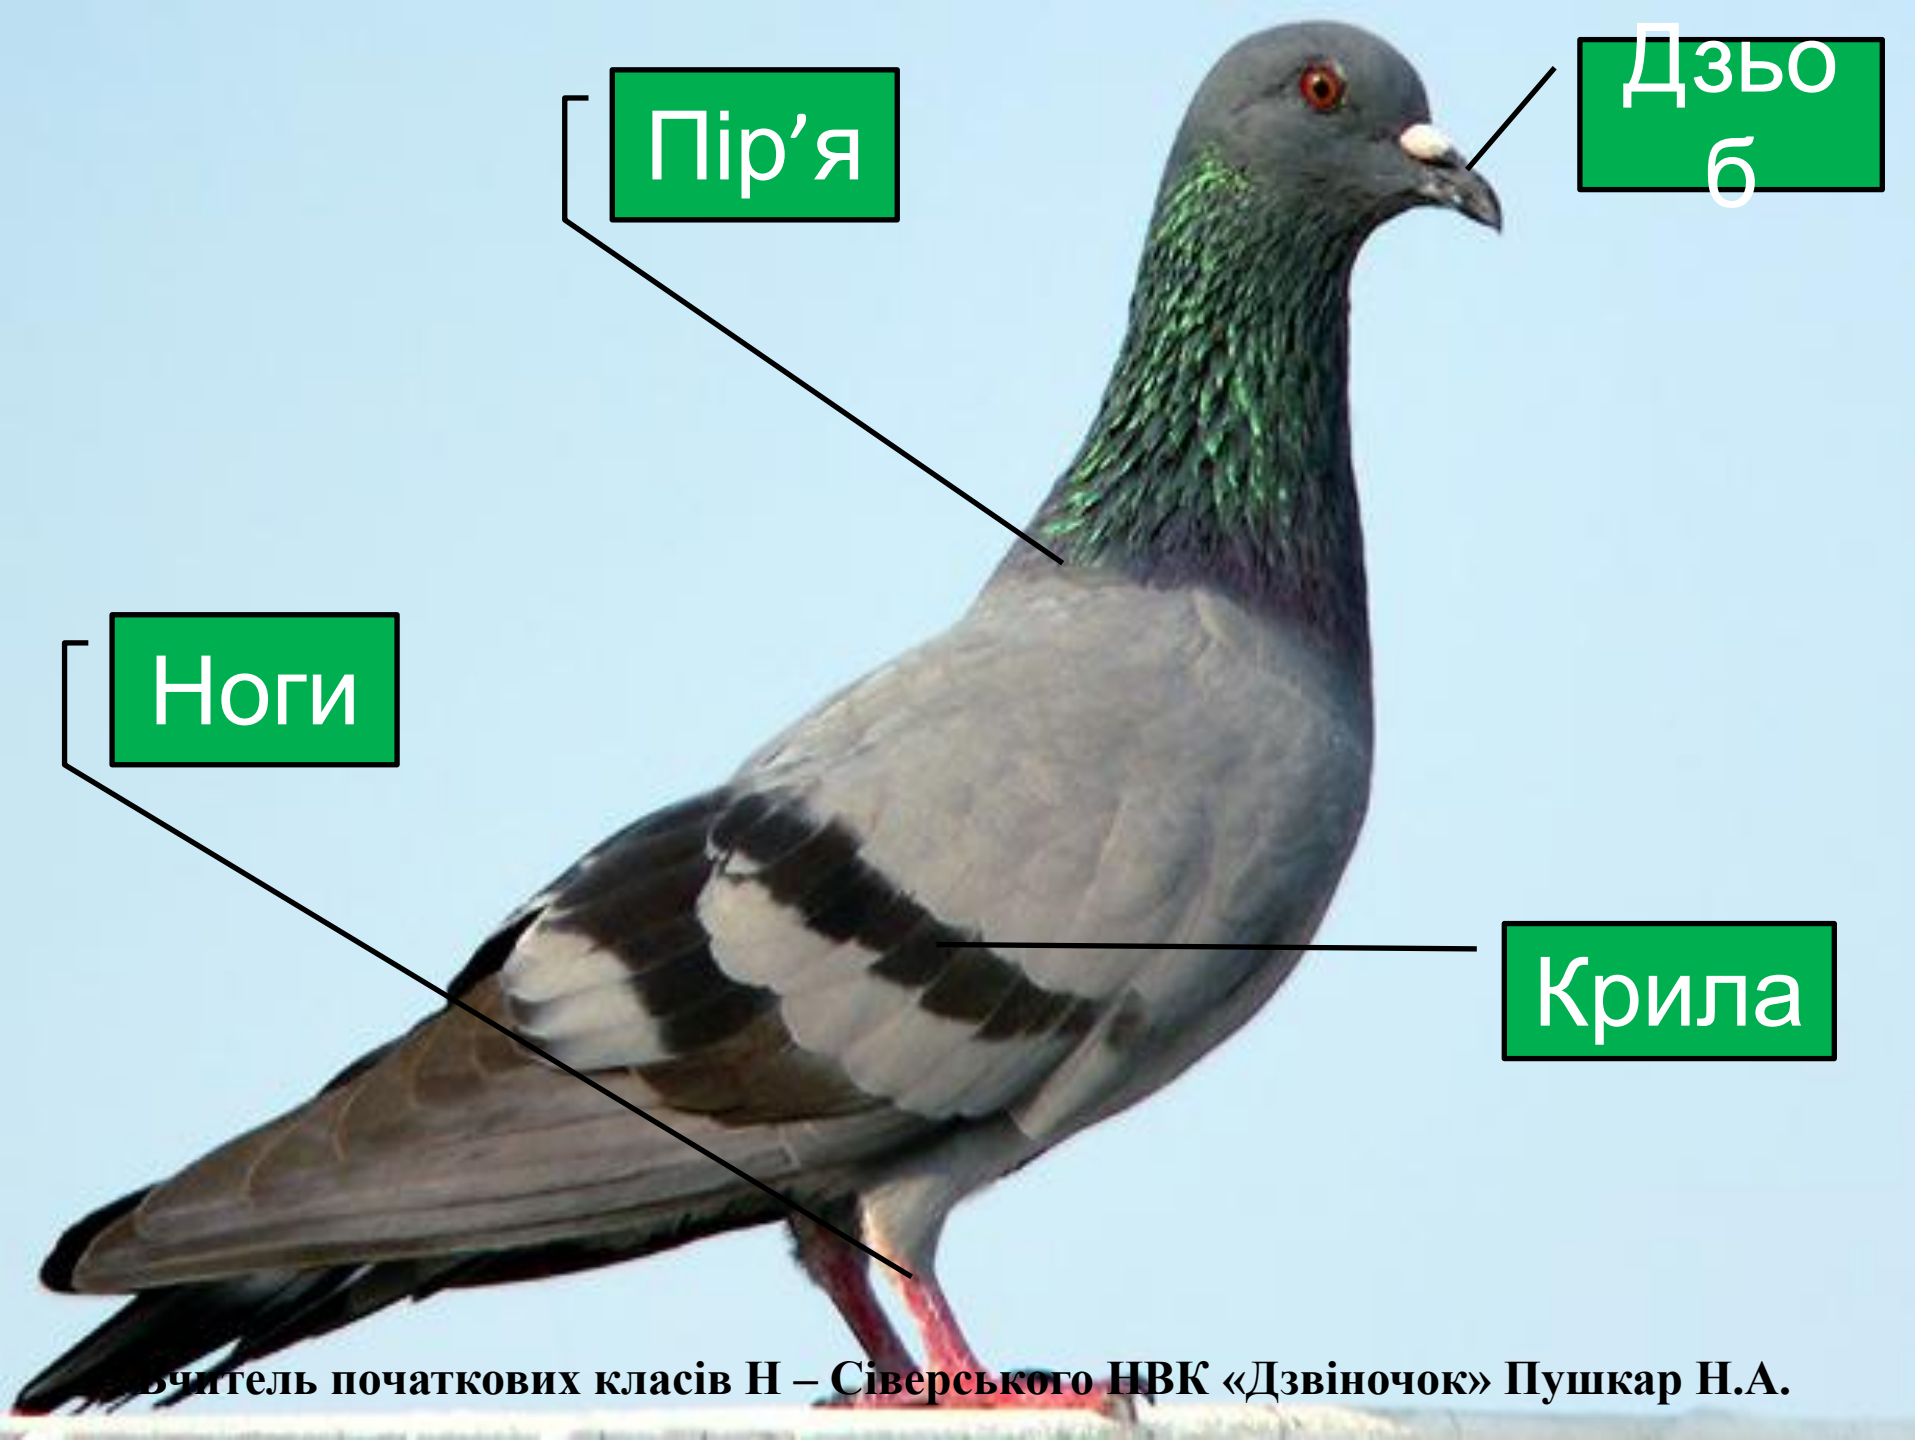 Дзьо
б
Пір’я
Ноги
Крила
Вчитель початкових класів Н – Сіверського НВК «Дзвіночок» Пушкар Н.А.